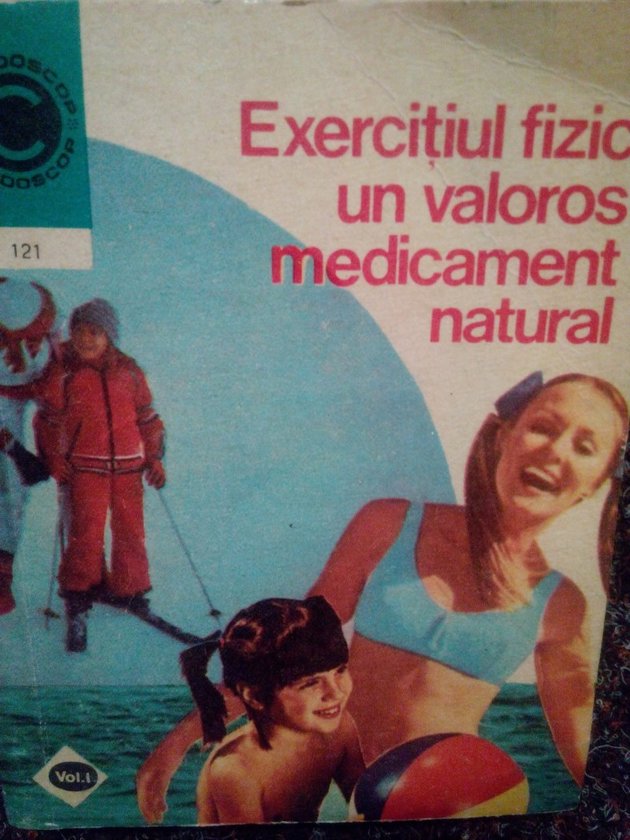 Exercițiul fizic
un valoros
medicament
natural
121
Vol.I